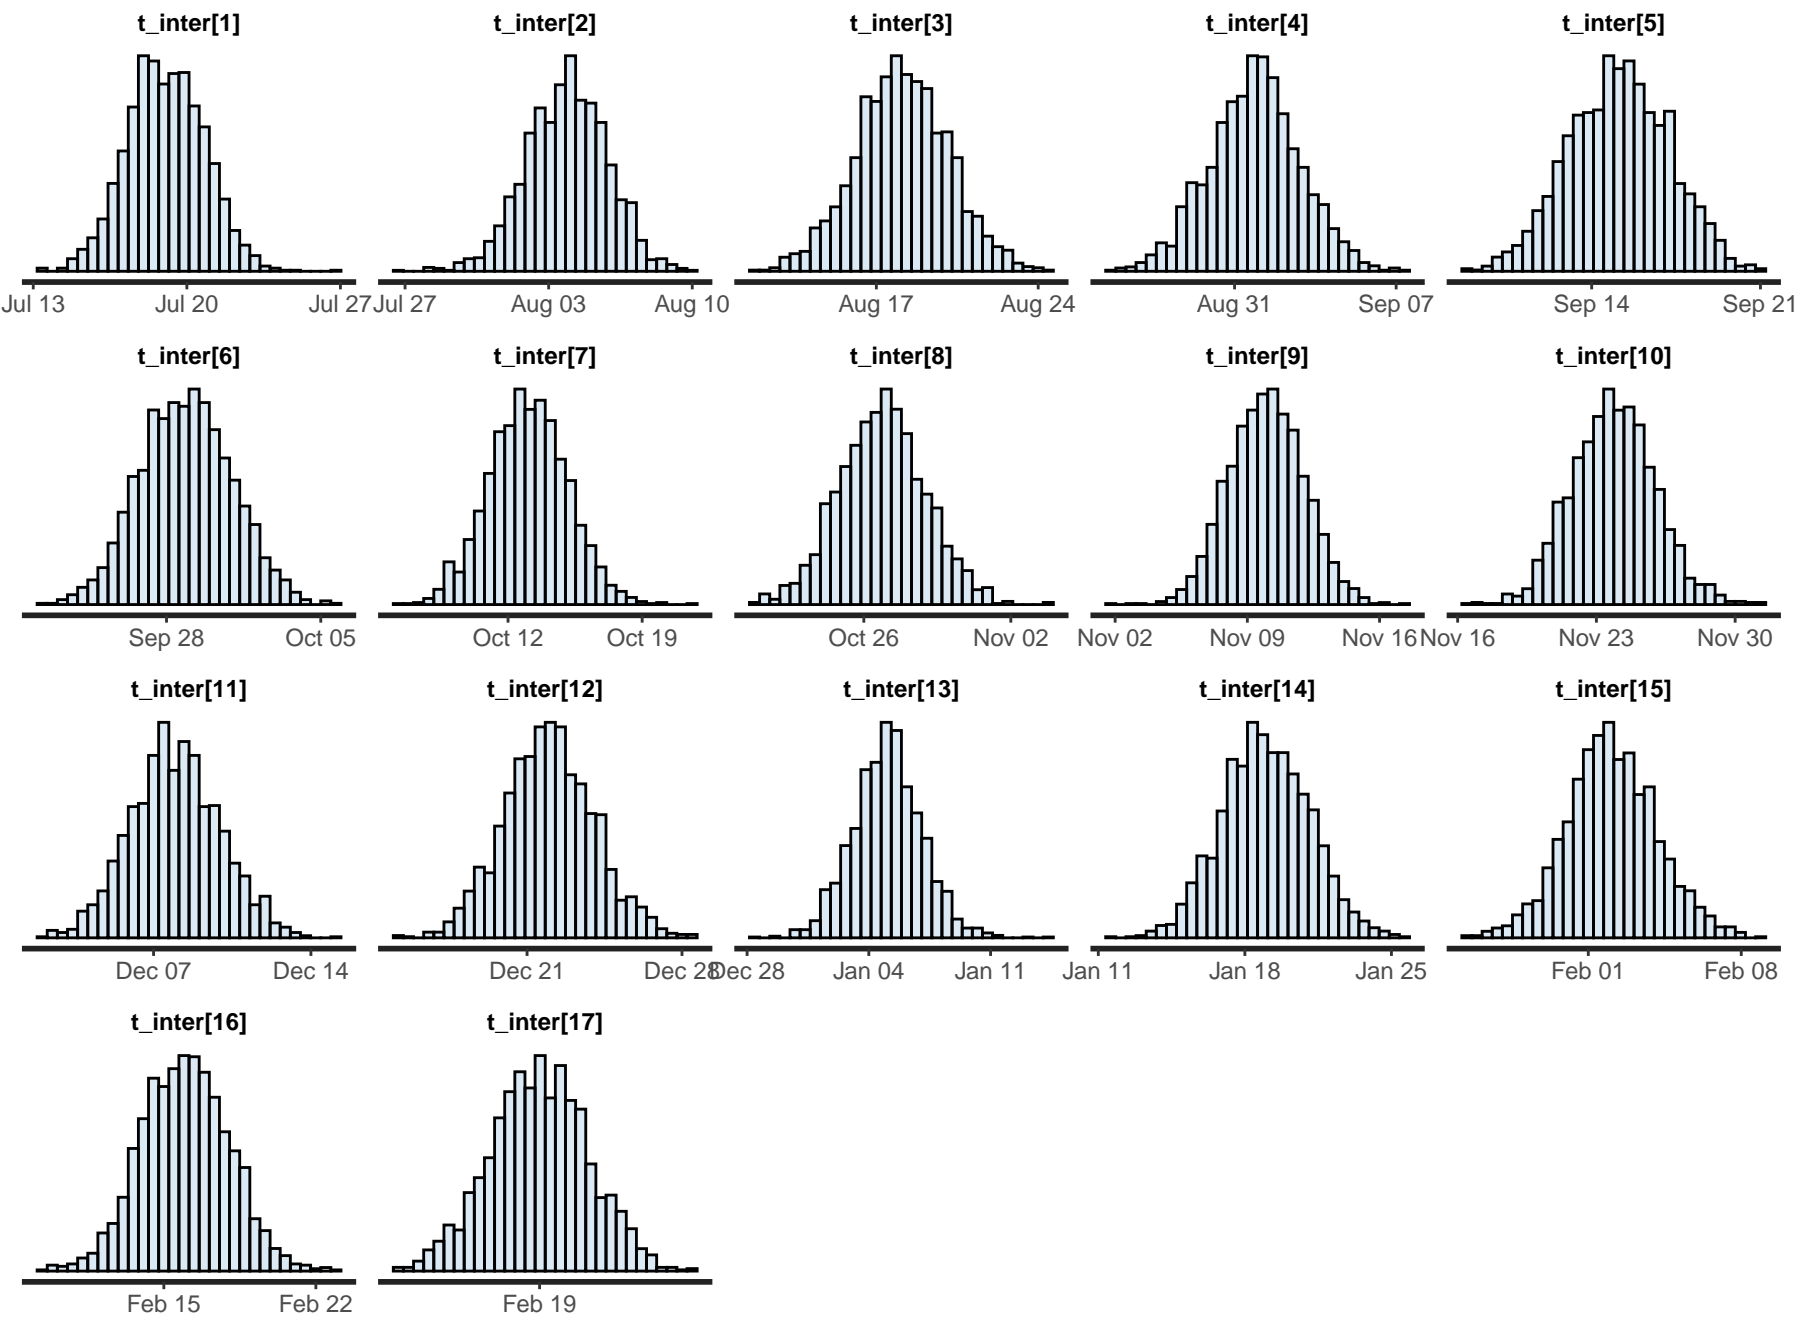 t_inter[1] t_inter[2] t_inter[3] t_inter[4] t_inter[5]
Jul 13 Jul 20 Jul 27 Jul 27 Aug 03 Aug 10 Aug 17 Aug 24 Aug 31 Sep 07 Sep 14 Sep 21
t_inter[6] t_inter[7] t_inter[8] t_inter[9] t_inter[10]
Sep 28 Oct 05 Oct 12 Oct 19 Oct 26 Nov 02 Nov 02 Nov 09 Nov 16 Nov 16 Nov 23 Nov 30
t_inter[11] t_inter[12] t_inter[13] t_inter[14] t_inter[15]
Dec 07 Dec 14 Dec 21 Dec 28 Dec 28 Jan 04 Jan 11 Jan 11 Jan 18 Jan 25 Feb 01 Feb 08
t_inter[16] t_inter[17]
Feb 15 Feb 22 Feb 19